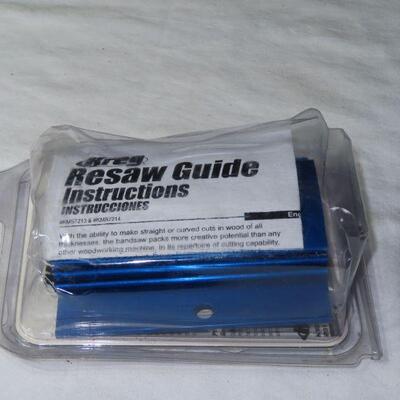 Kreg
Resaw Guide
Instructions
INSTRUCCIONES
#KMS7213 & #KMS7214
Eng
With the ability to make straight or curved cuts in wood of all
thicknesses, the bandsaw packs more creative potential than any
other woodworking machine. In its repertoire of cutting capability,